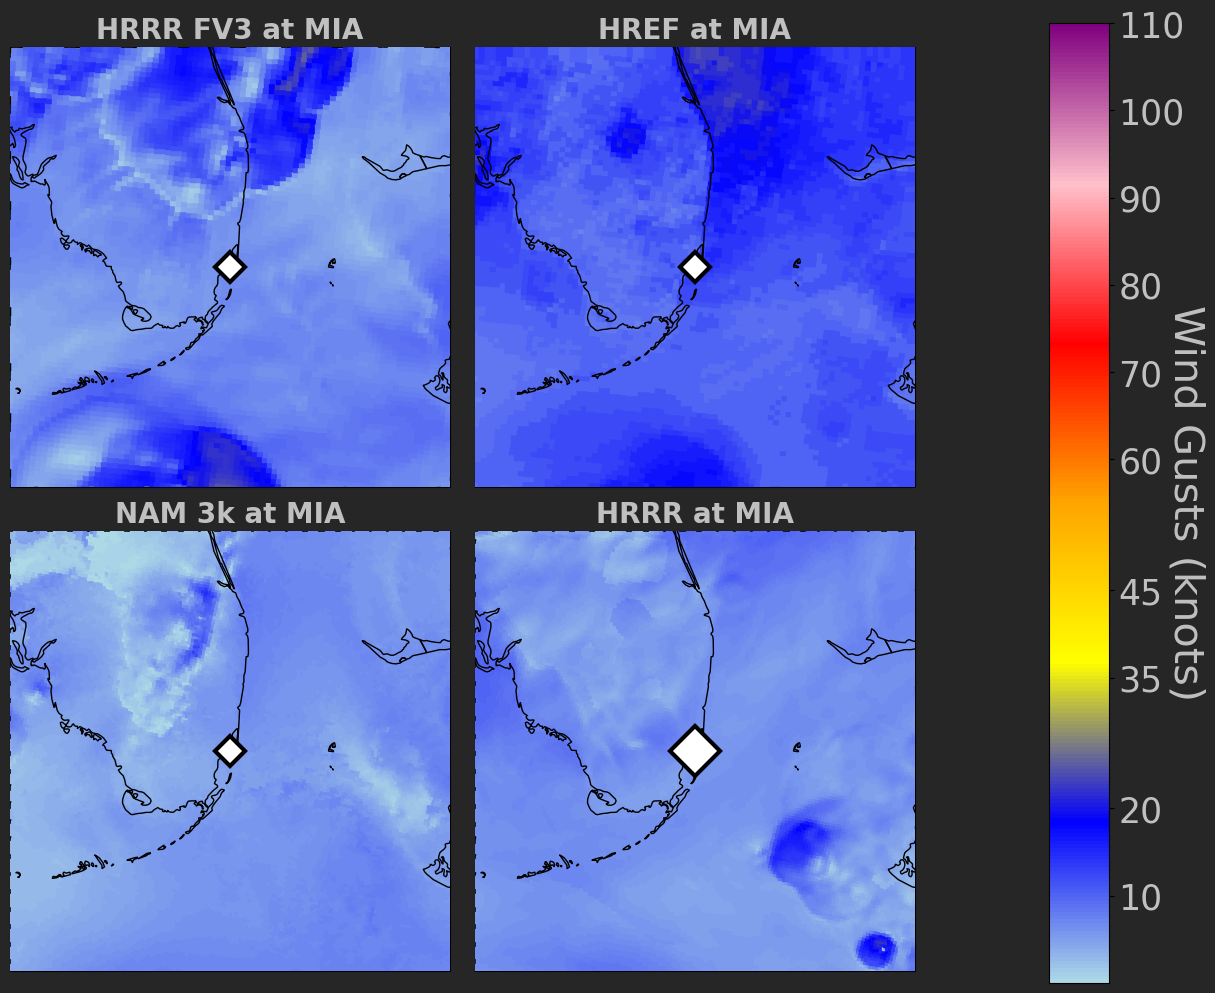 HRRR FV3 at MIA
HREF at MIA
NAM 3k at MIA
HRRR at MIA
110
100
90
80
70
60
45
35
20
10
Wind Gusts (knots)